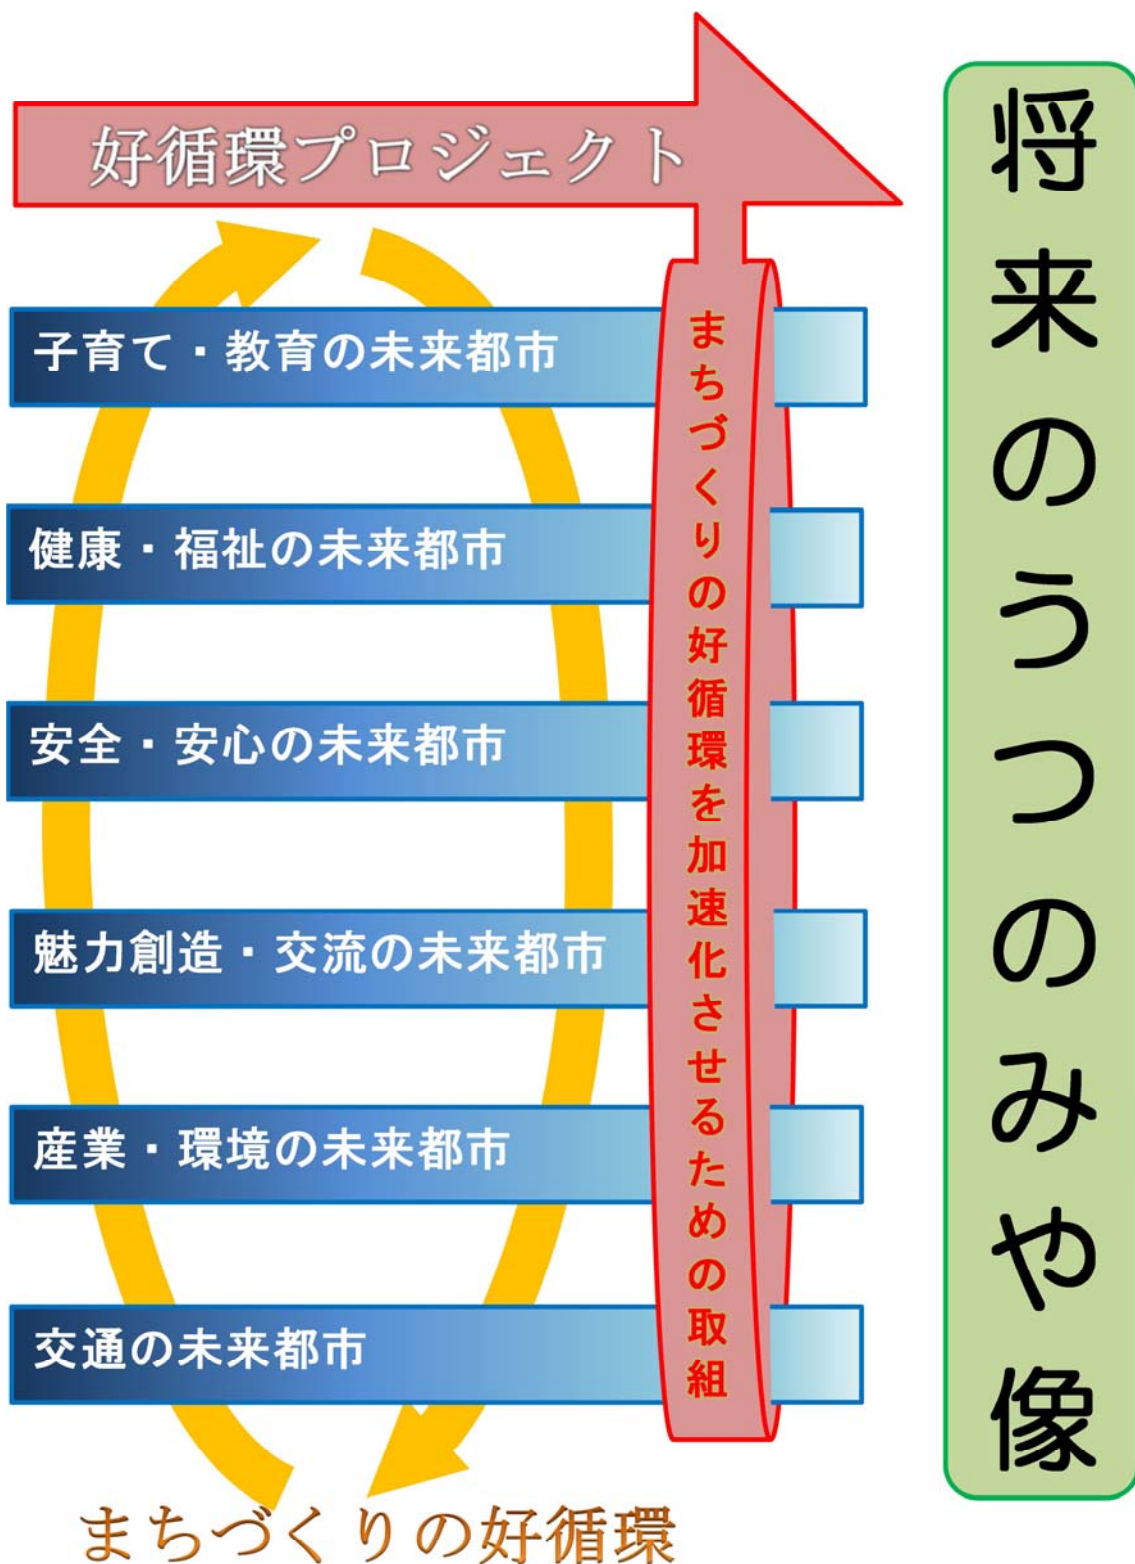 好循環プロジェクト
子育て・教育の未来都市
健康・福祉の未来都市
安全・安心の未来都市
魅力創造・交流の未来都市
産業・環境の未来都市
交通の未来都市
まちづくりの好循環を加速化させるための取組
まちづくりの好循環
将来のうつのみや像